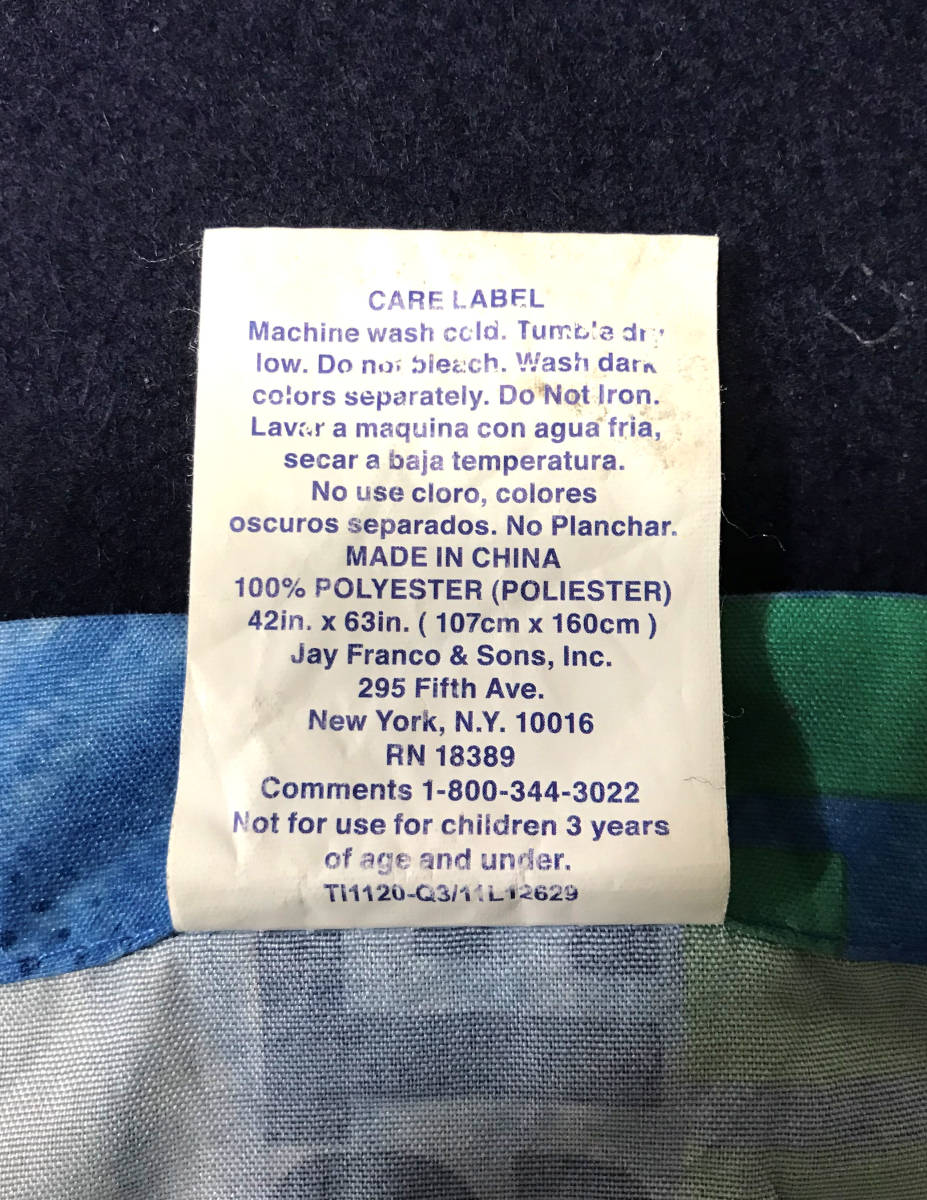 CARE LABEL
Machine wash cold. Tumble dry
low. Do not bleach. Wash dark
colors separately. Do Not Iron.
Lavar a maquina con agua fria,
secar a baja temperatura.
No use cloro, colores
oscuros separados. No Planchar.
MADE IN CHINA
100% POLYESTER (POLIESTER)
42in. x 63in. ( 107cm x 160cm )
Jay Franco & Sons, Inc.
295 Fifth Ave.
New York, N.Y. 10016
RN 18389
Comments 1-800-344-3022
Not for use for children 3 years
of age and under.
TI1120-Q3/11L12629